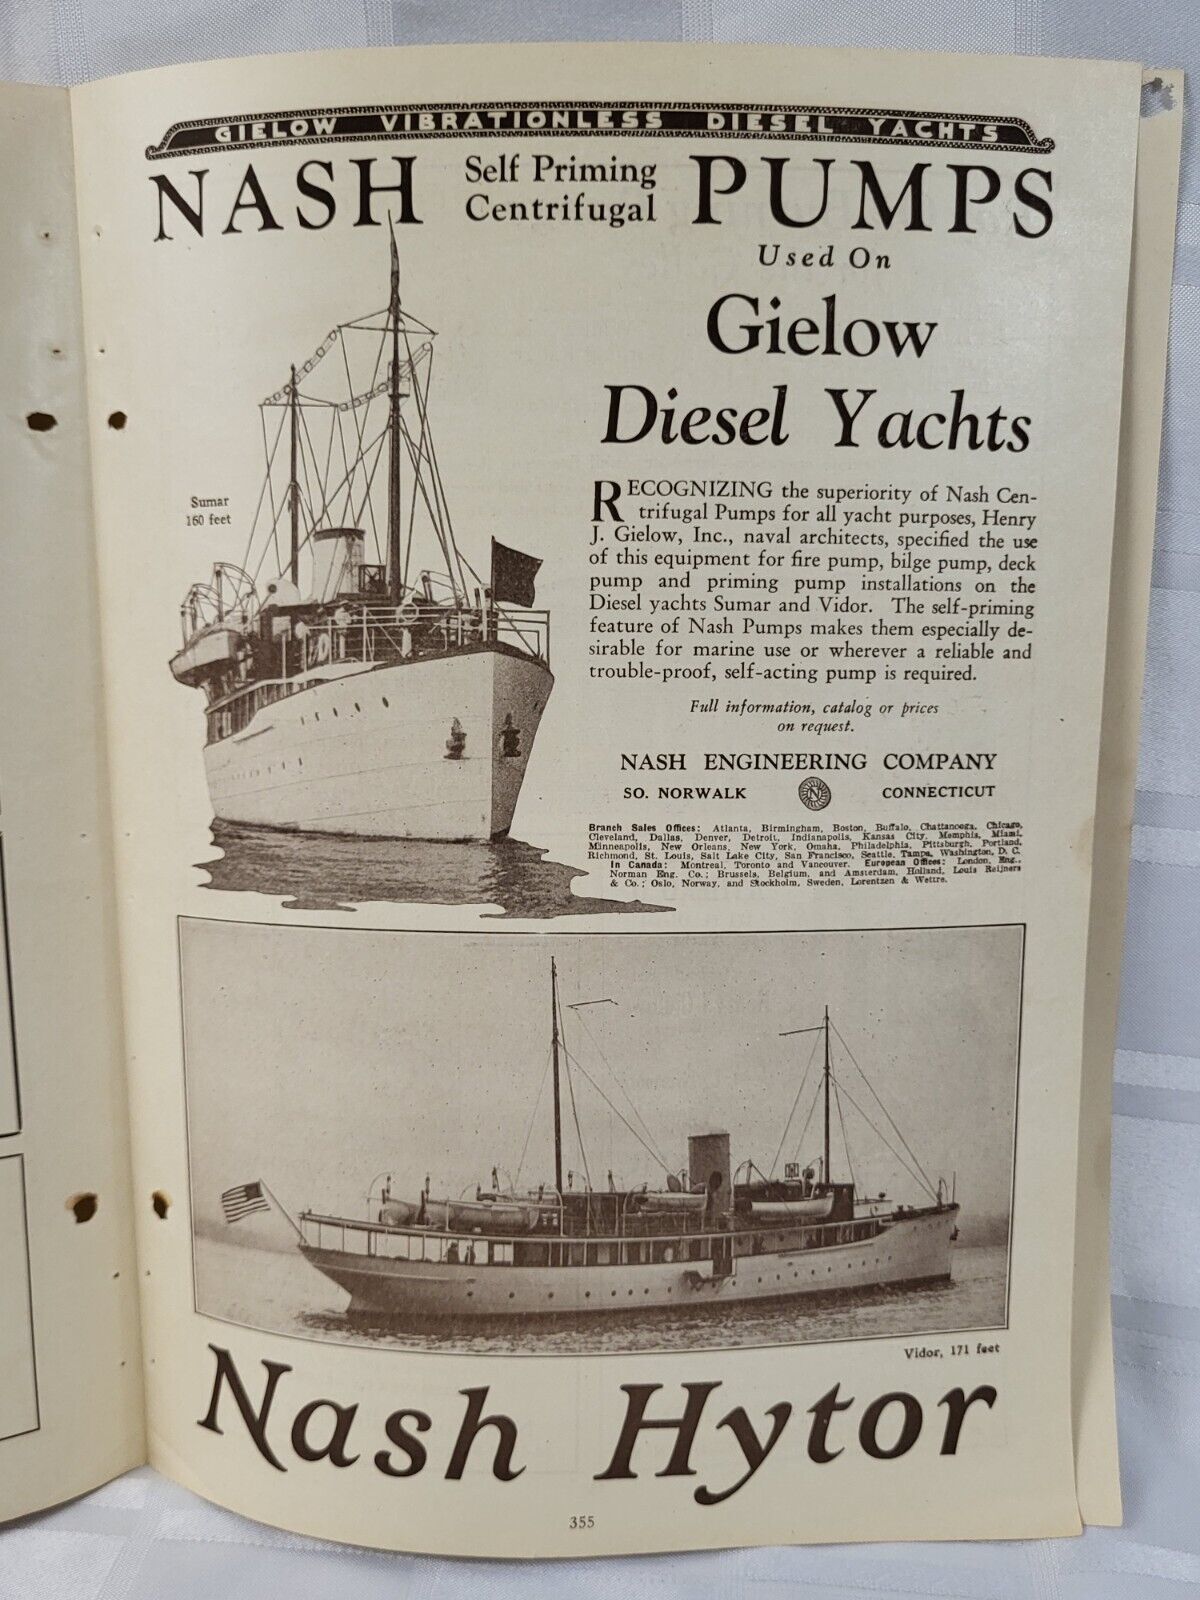 GIELOW VIBRATIONLESS DIESEL YACHTS
NASH Self Priming Centrifugal PUMPS
Used On
Gielow
Diesel Yachts
Sumar
160 feet
RECOGNIZING the superiority of Nash Cen-
trifugal Pumps for all yacht purposes, Henry
J. Gielow, Inc., naval architects, specified the use
of this equipment for fire pump, bilge pump, deck
pump and priming pump installations on the
Diesel yachts Sumar and Vidor. The self-priming
feature of Nash Pumps makes them especially de-
sirable for marine use or wherever a reliable and
trouble-proof, self-acting pump is required.
Full information, catalog or prices
on request.
NASH ENGINEERING COMPANY
SO. NORWALK N CONNECTICUT
Branch Sales Offices: Atlanta, Birmingham, Boston, Buffalo, Chattanooga, Chicago,
Cleveland, Dallas, Denver, Detroit, Indianapolis, Kansas City, Memphis, Miami,
Minneapolis, New Orleans, New York, Omaha, Philadelphia, Pittsburgh, Portland,
Richmond, St. Louis, Salt Lake City, San Francisco, Seattle, Tampa, Washington, D. C.
In Canada: Montreal, Toronto and Vancouver. European Offices: London, Eng.,
Norman Eng. Co.; Brussels, Belgium, and Amsterdam, Holland, Louis Reijners
& Co.; Oslo, Norway, and Stockholm, Sweden, Lorentzen & Wettre.
Vidor, 171 feet
Nash Hytor
355